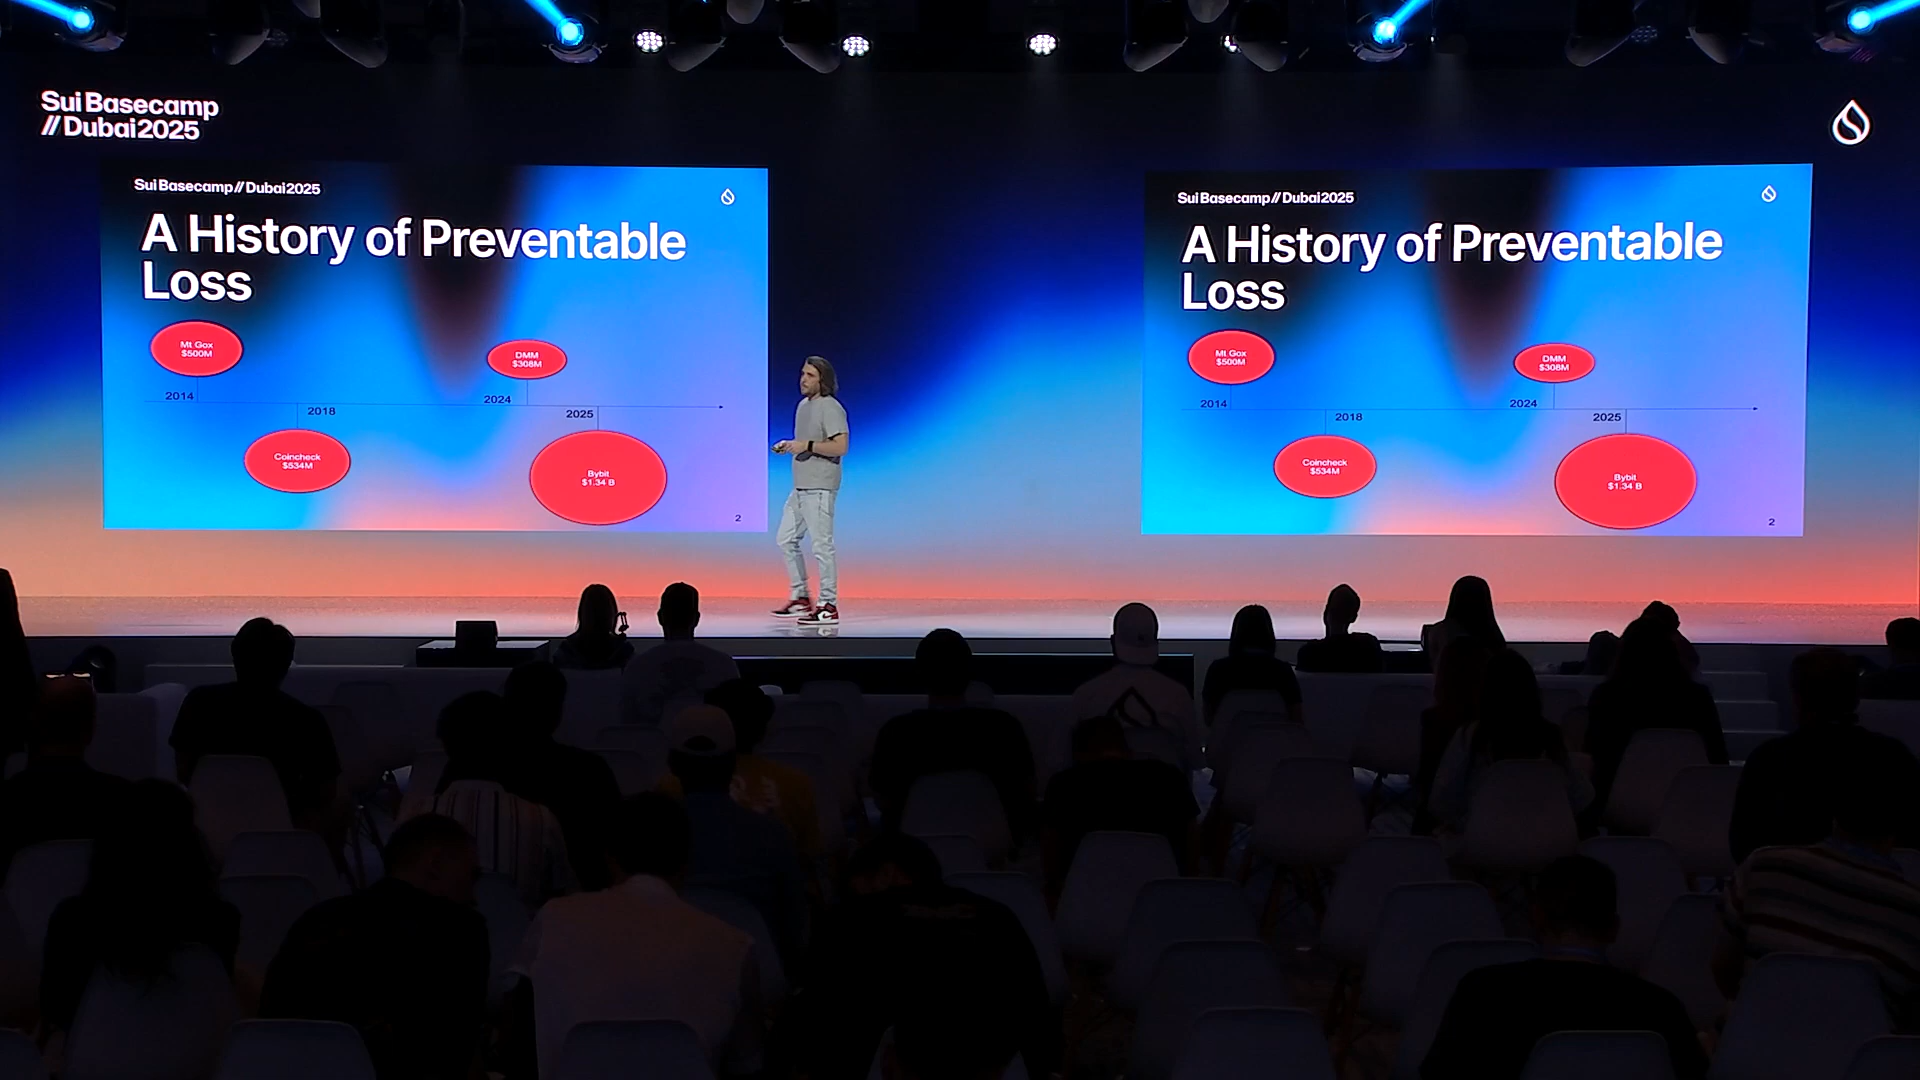 Sui Basecamp
//Dubai2025
Sui Basecamp//Dubai2025
A History of Preventable
Loss
Mt Gox
$500M
DMM
$308M
2014
2024
2018
2025
Coincheck
$534M
Bybit
$1.34 B
2
Sui Basecamp//Dubai2025
A History of Preventable
Loss
Mt Gox
$500M
DMM
$308M
2014
2024
2018
2025
Coincheck
$534M
Bybit
$1.34 B
2